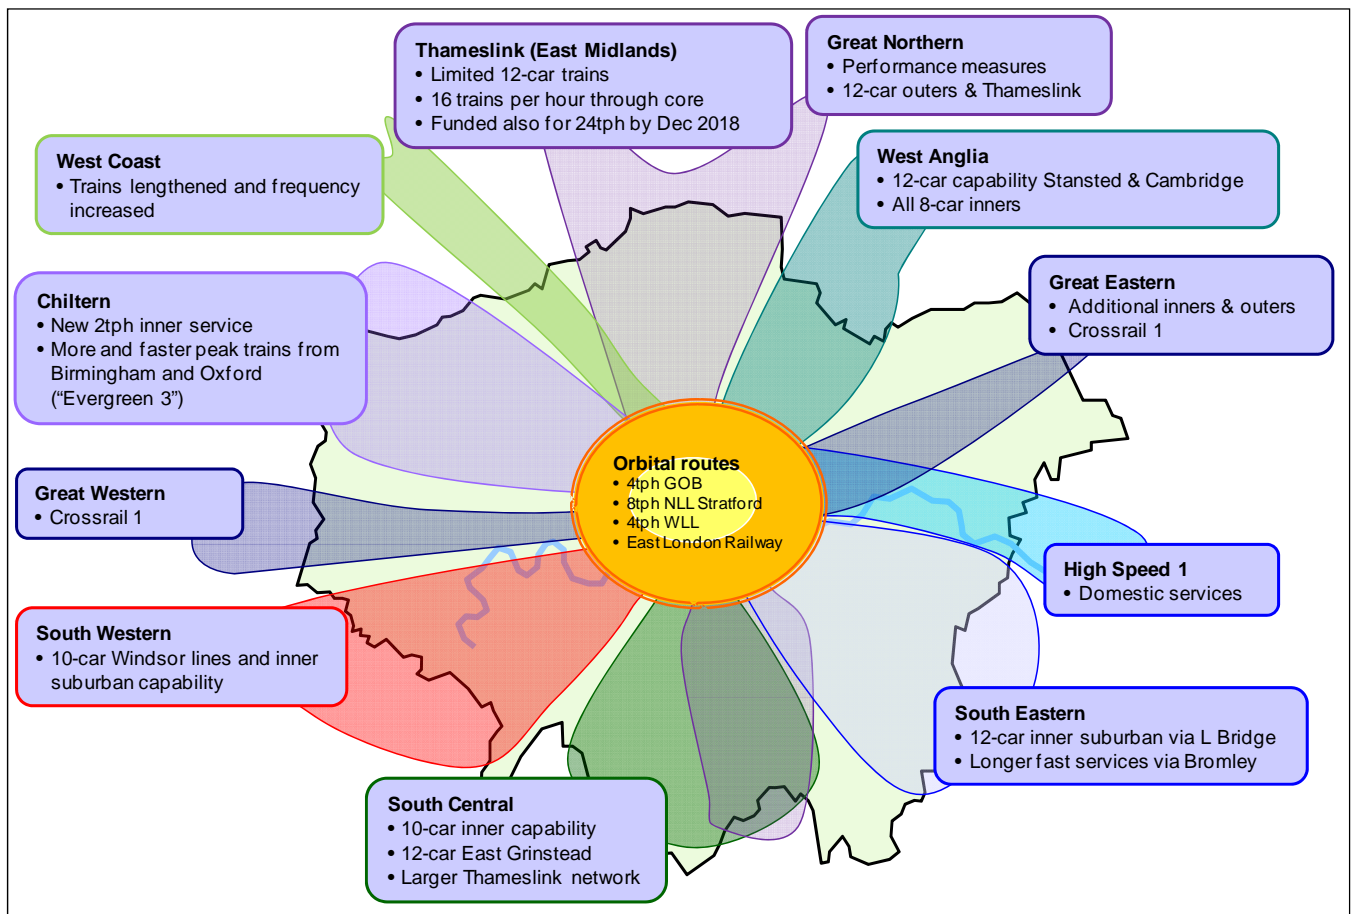 Thameslink (East Midlands)
• Limited 12-car trains
• 16 trains per hour through core
• Funded also for 24tph by Dec 2018
Great Northern
• Performance measures
• 12-car outers & Thameslink
West Coast
• Trains lengthened and frequency
increased
West Anglia
• 12-car capability Stansted & Cambridge
• All 8-car inners
Chiltern
• New 2tph inner service
• More and faster peak trains from
Birmingham and Oxford
(“Evergreen 3”)
Great Eastern
• Additional inners & outers
• Crossrail 1
Orbital routes
• 4tph GOB
• 8tph NLL Stratford
• 4tph WLL
• East London Railway
Great Western
• Crossrail 1
High Speed 1
• Domestic services
South Western
• 10-car Windsor lines and inner
suburban capability
South Eastern
• 12-car inner suburban via L Bridge
• Longer fast services via Bromley
South Central
• 10-car inner capability
• 12-car East Grinstead
• Larger Thameslink network